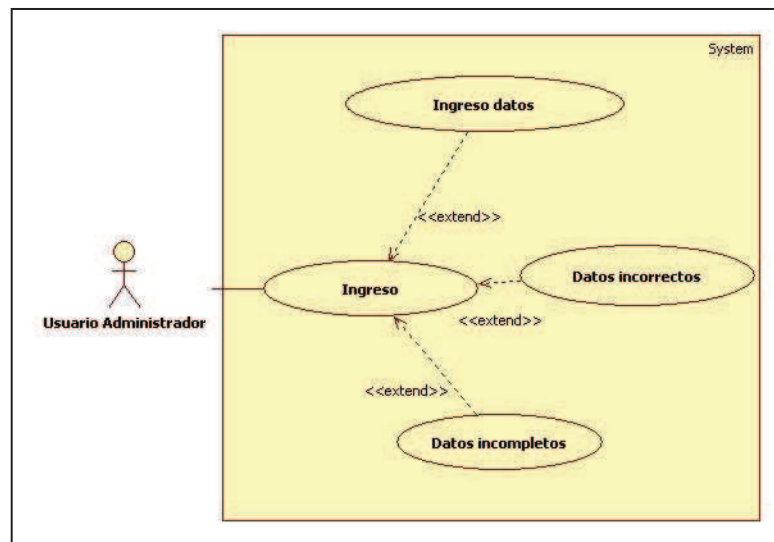 System
Ingreso datos
<<extend>>
Datos incorrectos
Ingreso
<<extend>>
Usuario Administrador
<<extend>>
Datos incompletos